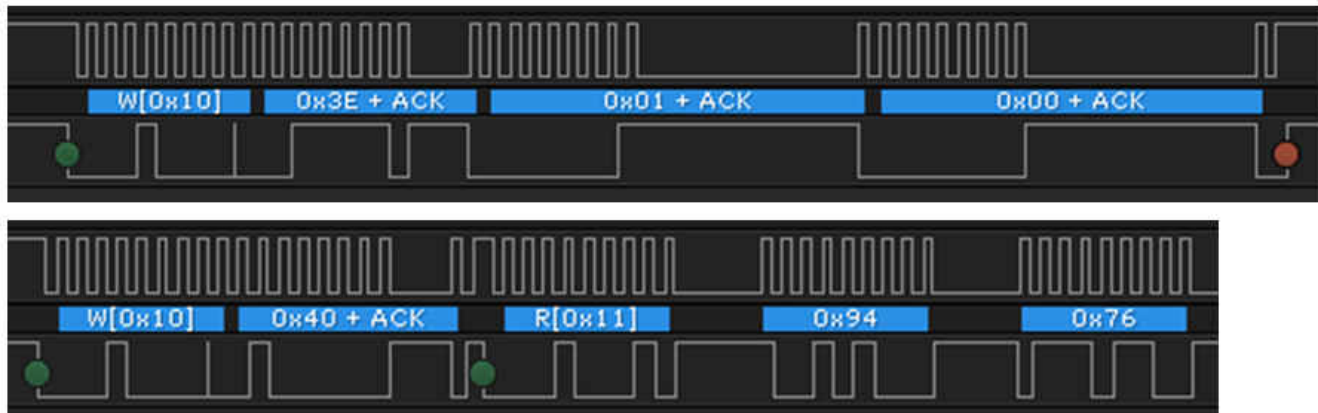 W[0x10] 0x3E + ACK 0x01 + ACK 0x00 + ACK
W[0x10] 0x40 + ACK R[0x11] 0x94 0x76